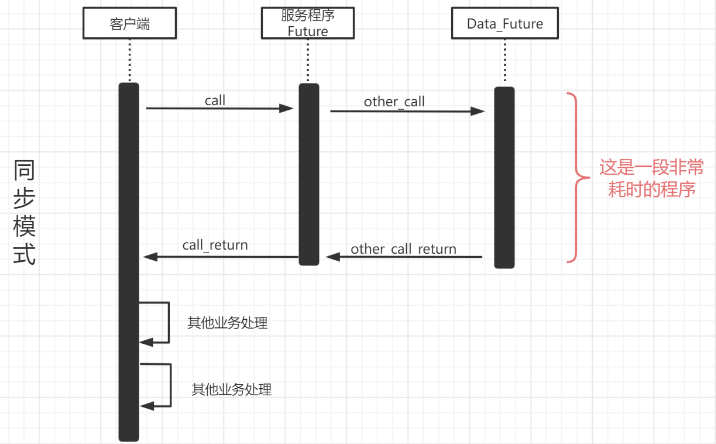 客户端
服务程序
Future
Data_Future
call
other_call
这是一段非常
耗时的程序
同步模式
call_return
other_call_return
其他业务处理
其他业务处理